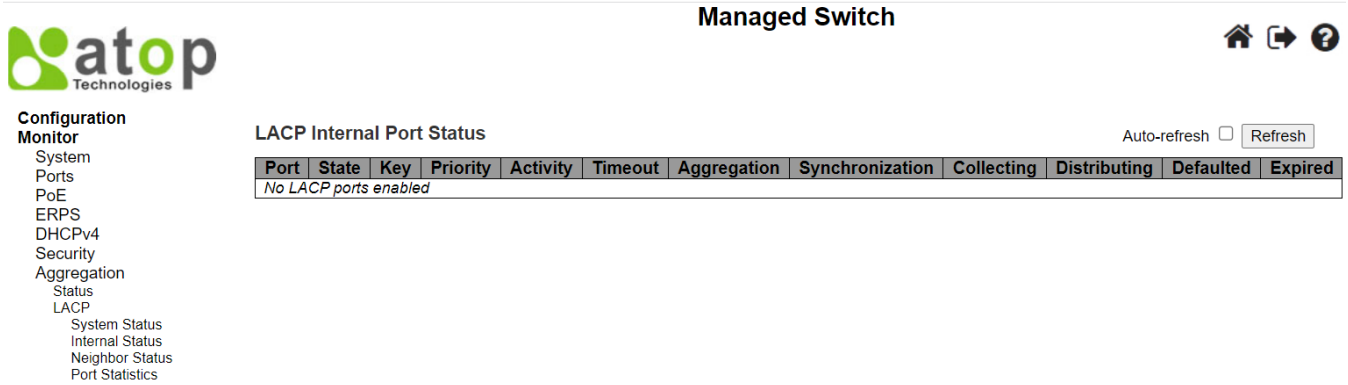 Managed Switch
atop
Technologies
Configuration
Monitor
System
Ports
PoE
ERPS
DHCPv4
Security
Aggregation
Status
LACP
System Status
Internal Status
Neighbor Status
Port Statistics
LACP Internal Port Status
Auto-refresh Refresh
Port State Key Priority Activity Timeout Aggregation Synchronization Collecting Distributing Defaulted Expired
No LACP ports enabled